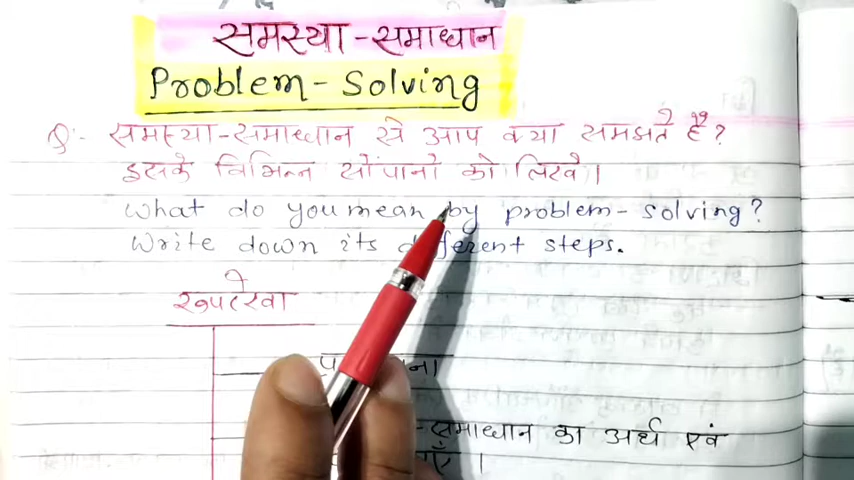 समस्या-समाधान
Problem-Solving
Q:- समस्या-समाधान से आप क्या समझते हैं?
इसके विभिन्न सोंपानो को लिखें।
What do you mean by problem-solving?
Write down its different steps.
रूपरेखा
-समाधान का अर्थ एवं